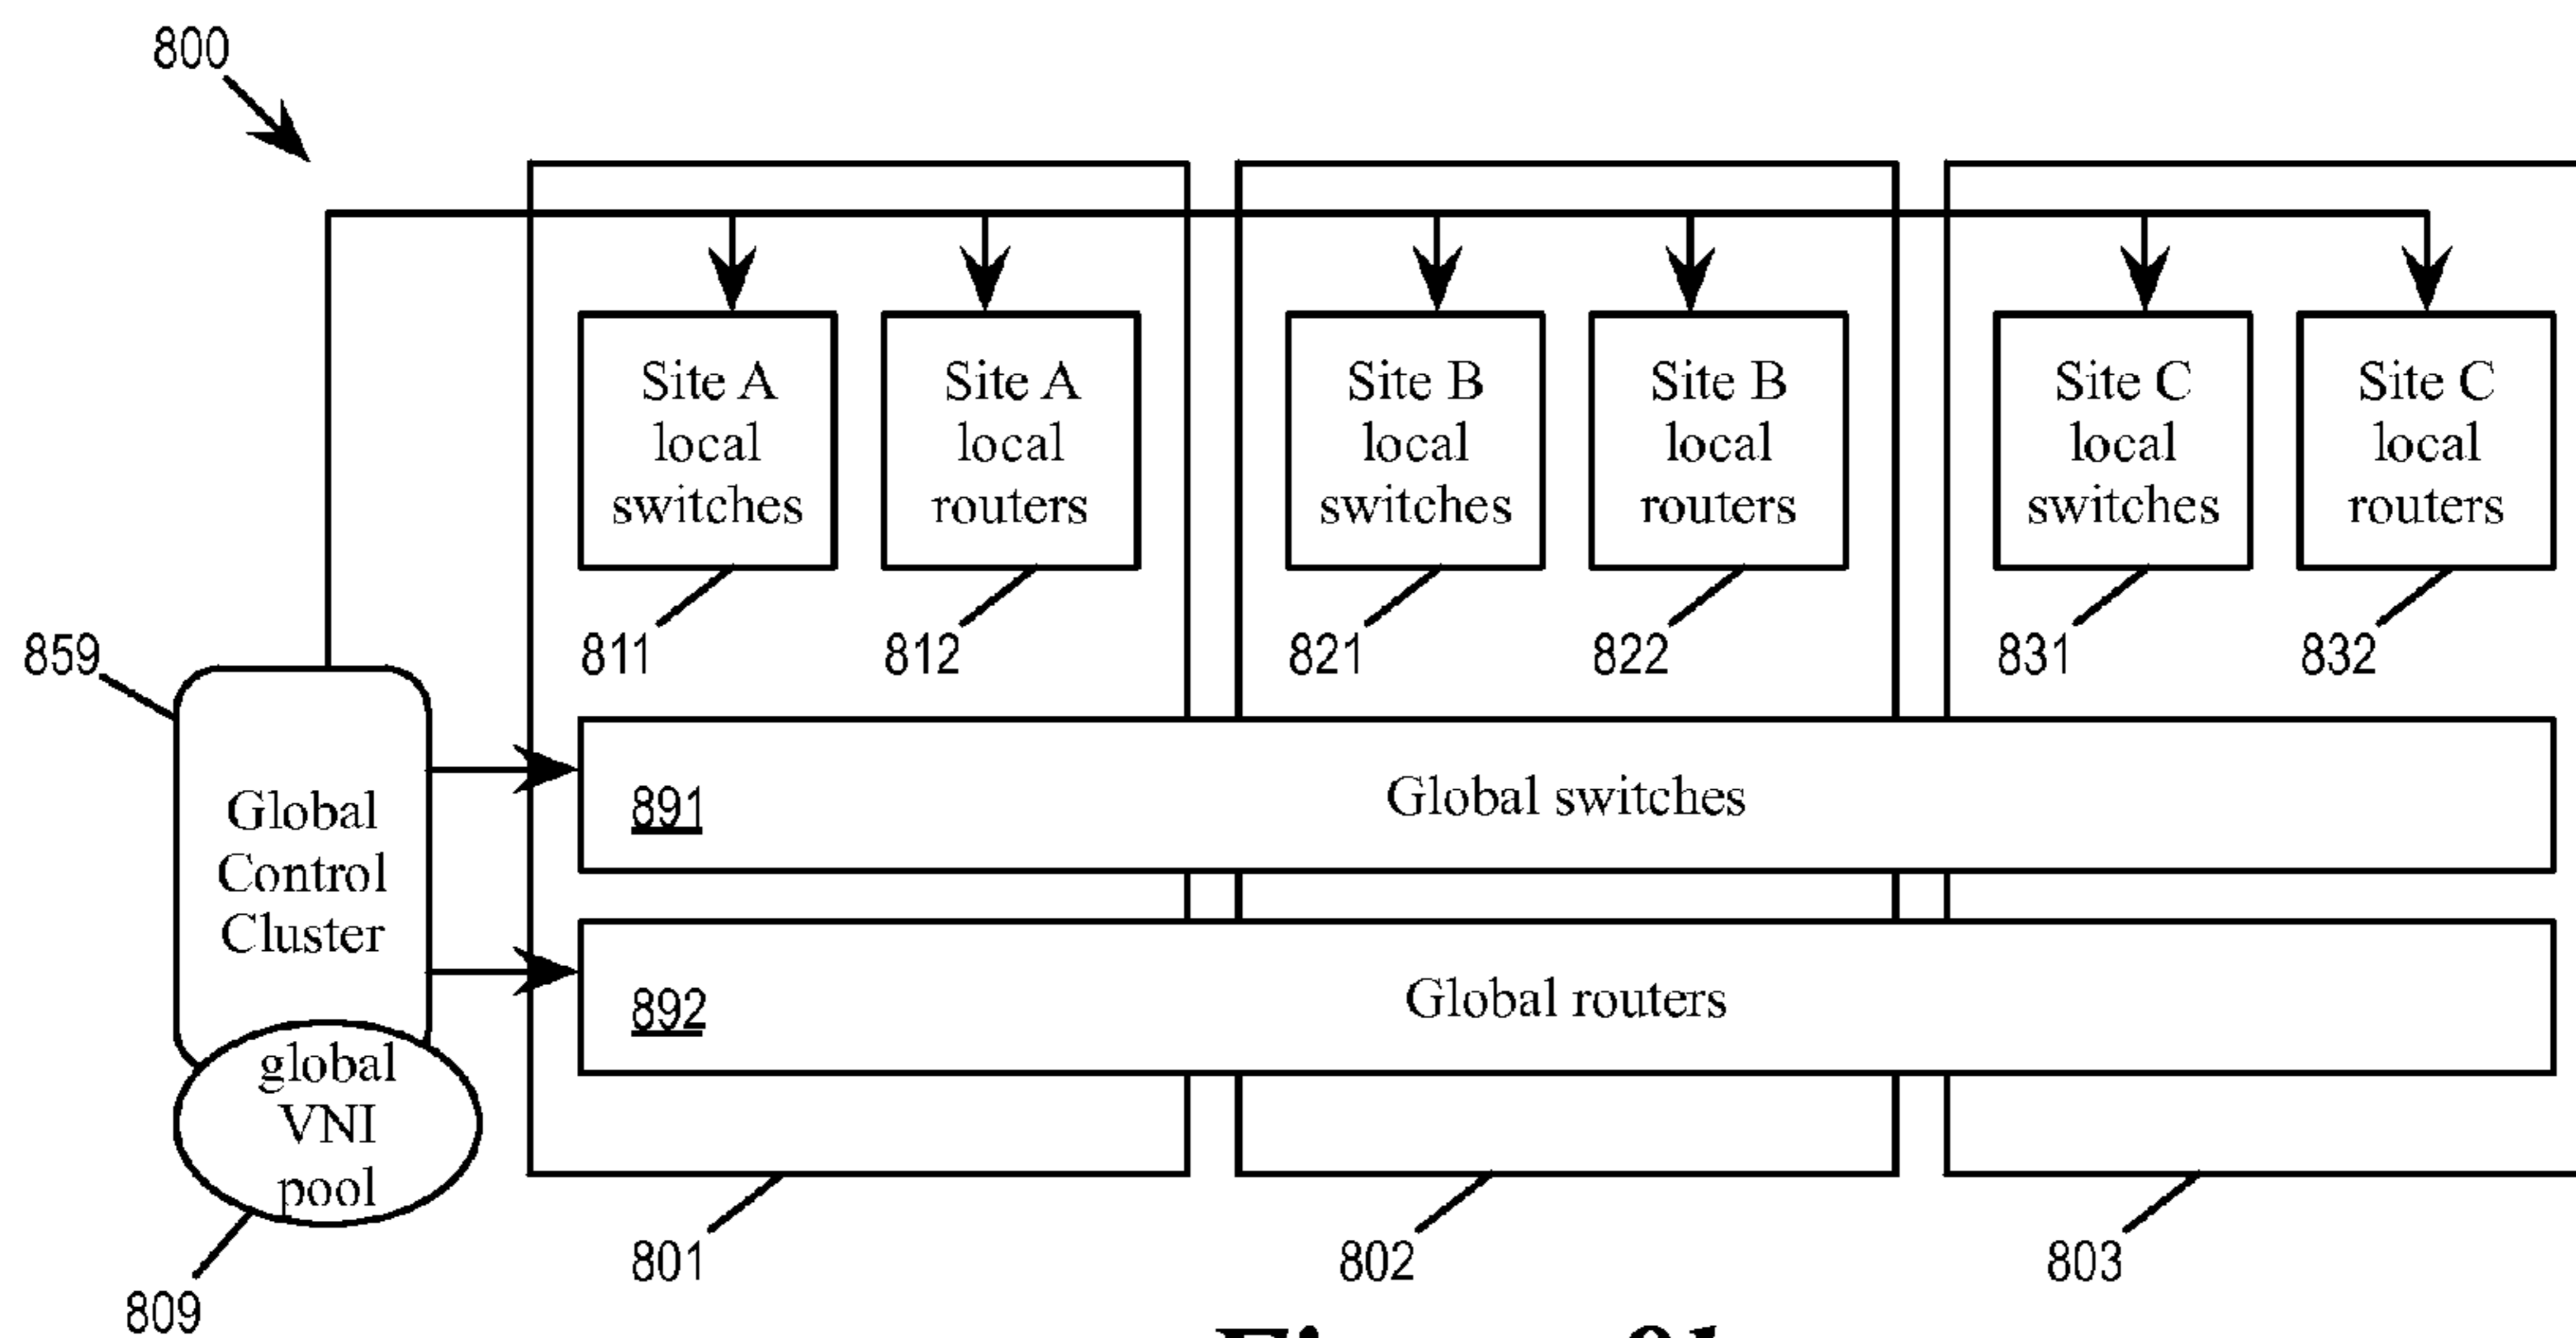 800
Site A
local
switches
Site A
local
routers
Site B
local
switches
Site B
local
routers
Site C
local
switches
Site C
local
routers
811
812
821
822
831
832
859
Global
Control
Cluster
891
Global switches
892
Global routers
global
VNI
pool
801
802
803
809